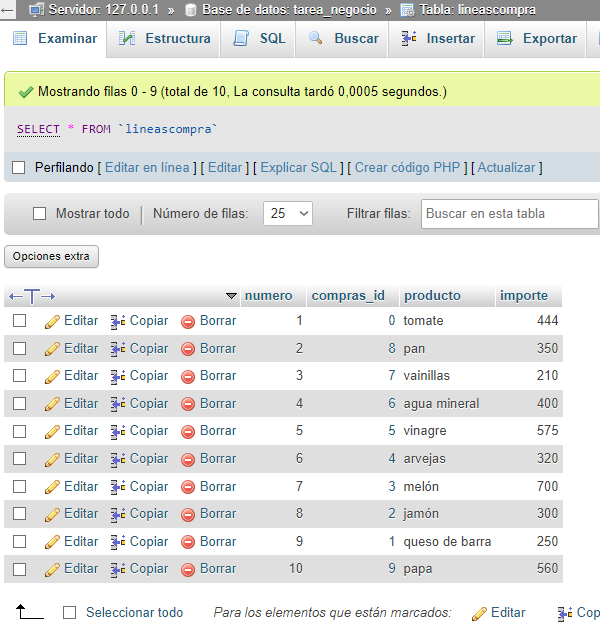 Servidor: 127.0.0.1 » Base de datos: tarea_negocio » Tabla: lineascompra
Examinar Estructura SQL Buscar Insertar Exportar
Mostrando filas 0 - 9 (total de 10, La consulta tardó 0,0005 segundos.)
SELECT * FROM `lineascompra`
Perfilando [ Editar en línea ] [ Editar ] [ Explicar SQL ] [ Crear código PHP ] [ Actualizar ]
Mostrar todo Número de filas: 25 Filtrar filas: Buscar en esta tabla
Opciones extra
←T→ numero compras_id producto importe
Editar Copiar Borrar 1 0 tomate 444
Editar Copiar Borrar 2 8 pan 350
Editar Copiar Borrar 3 7 vainillas 210
Editar Copiar Borrar 4 6 agua mineral 400
Editar Copiar Borrar 5 5 vinagre 575
Editar Copiar Borrar 6 4 arvejas 320
Editar Copiar Borrar 7 3 melón 700
Editar Copiar Borrar 8 2 jamón 300
Editar Copiar Borrar 9 1 queso de barra 250
Editar Copiar Borrar 10 9 papa 560
Seleccionar todo Para los elementos que están marcados: Editar Cop